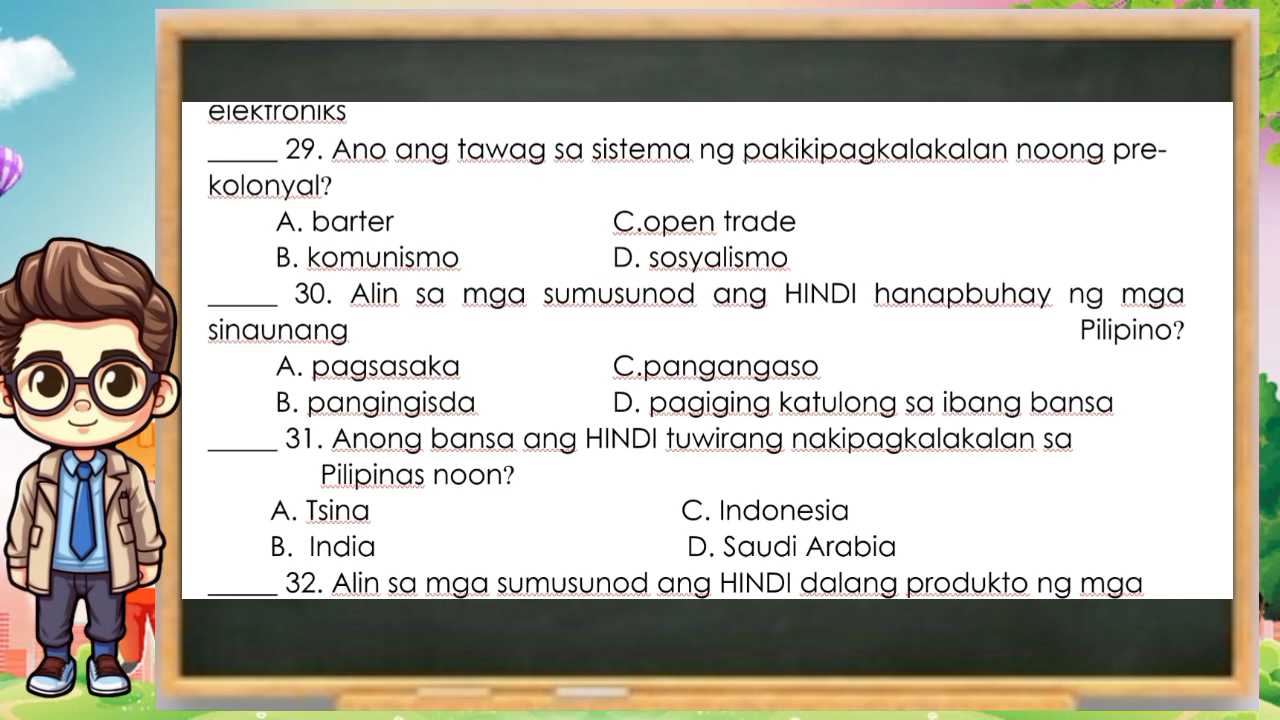 elektroniks
_____ 29. Ano ang tawag sa sistema ng pakikipagkalakalan noong pre-
kolonyal?
A. barter C.open trade
B. komunismo D. sosyalismo
_____ 30. Alin sa mga sumusunod ang HINDI hanapbuhay ng mga
sinaunang Pilipino?
A. pagsasaka C.pangangaso
B. pangingisda D. pagiging katulong sa ibang bansa
_____ 31. Anong bansa ang HINDI tuwirang nakipagkalakalan sa
Pilipinas noon?
A. Tsina C. Indonesia
B. India D. Saudi Arabia
_____ 32. Alin sa mga sumusunod ang HINDI dalang produkto ng mga